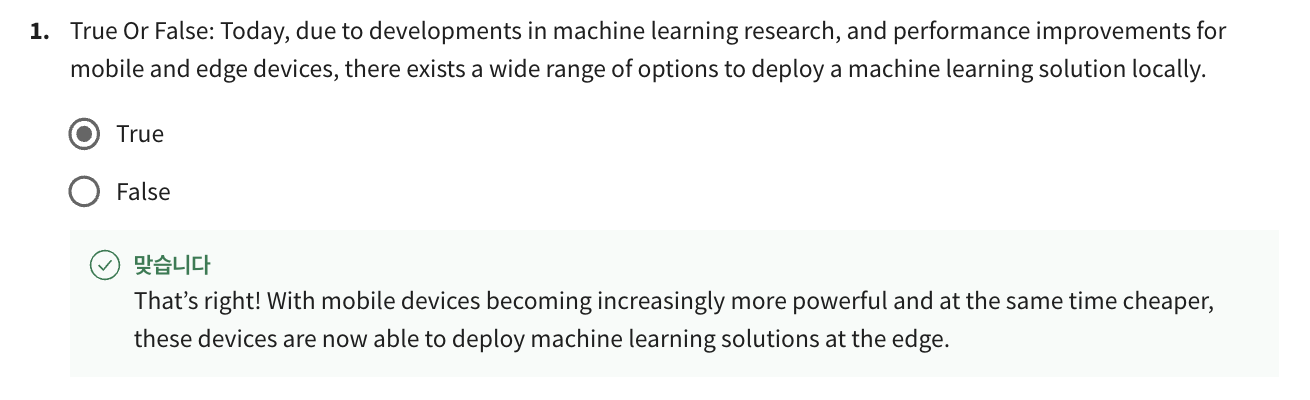 1. True Or False: Today, due to developments in machine learning research, and performance improvements for
mobile and edge devices, there exists a wide range of options to deploy a machine learning solution locally.
True
False
맞습니다
That’s right! With mobile devices becoming increasingly more powerful and at the same time cheaper,
these devices are now able to deploy machine learning solutions at the edge.